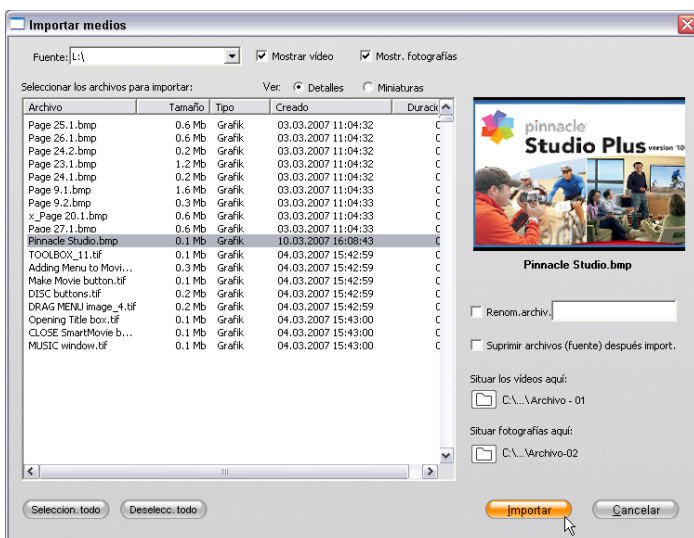 Importar medios
Fuente: L:\
Mostrar vídeo
Mostr. fotografías
Seleccionar los archivos para importar:
Ver:
Detalles
Miniaturas
Archivo Tamaño Tipo Creado Duraci
Page 25.1.bmp 0.6 Mb Grafik 03.03.2007 11:04:32
Page 26.1.bmp 0.6 Mb Grafik 03.03.2007 11:04:32
Page 24.2.bmp 0.2 Mb Grafik 03.03.2007 11:04:32
Page 23.1.bmp 1.2 Mb Grafik 03.03.2007 11:04:32
Page 24.1.bmp 0.2 Mb Grafik 03.03.2007 11:04:32
Page 9.1.bmp 1.6 Mb Grafik 03.03.2007 11:04:33
Page 9.2.bmp 0.3 Mb Grafik 03.03.2007 11:04:33
x_Page 20.1.bmp 0.6 Mb Grafik 03.03.2007 11:04:33
Page 27.1.bmp 0.6 Mb Grafik 03.03.2007 11:04:33
Pinnacle Studio.bmp 0.1 Mb Grafik 10.03.2007 16:08:43
TOOLBOX_11.tif 0.1 Mb Grafik 04.03.2007 15:42:59
Adding Menu to Movi... 0.3 Mb Grafik 04.03.2007 15:42:59
Make Movie button.tif 0.1 Mb Grafik 04.03.2007 15:42:59
DISC buttons.tif 0.2 Mb Grafik 04.03.2007 15:42:59
DRAG MENU image_4.tif 0.2 Mb Grafik 04.03.2007 15:42:59
Opening Title box.tif 0.1 Mb Grafik 04.03.2007 15:43:00
CLOSE SmartMovie b... 0.1 Mb Grafik 04.03.2007 15:43:00
MUSIC window.tif 0.1 Mb Grafik 04.03.2007 15:43:00
pinnacle
Studio Plus version 10
Pinnacle Studio.bmp
Renom.archiv.
Suprimir archivos (fuente) después import.
Situar los vídeos aquí:
C:\...\Archivo - 01
Situar fotografías aquí:
C:\...\Archivo-02
Seleccion. todo
Deselecc. todo
Importar
Cancelar